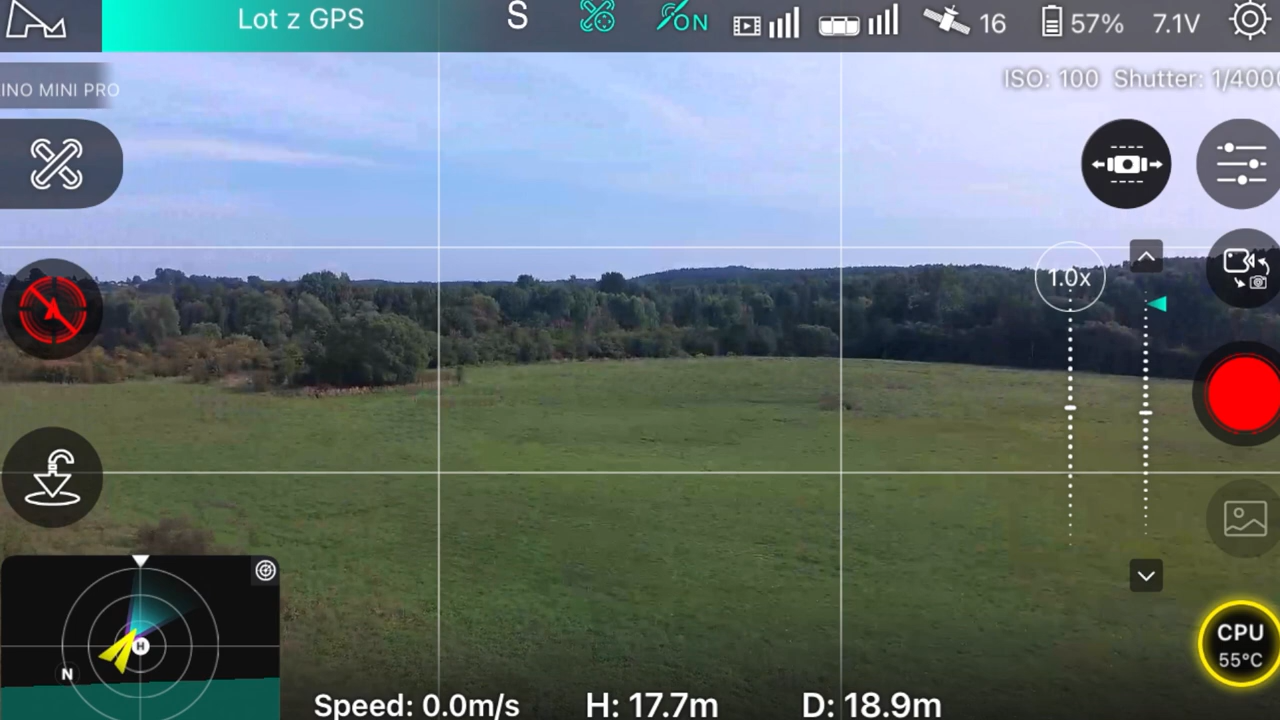 Lot z GPS
S
ON
16
57%
7.1V
INO MINI PRO
ISO: 100 Shutter: 1/4000
1.0x
H
N
CPU
55°C
Speed: 0.0m/s
H: 17.7m
D: 18.9m